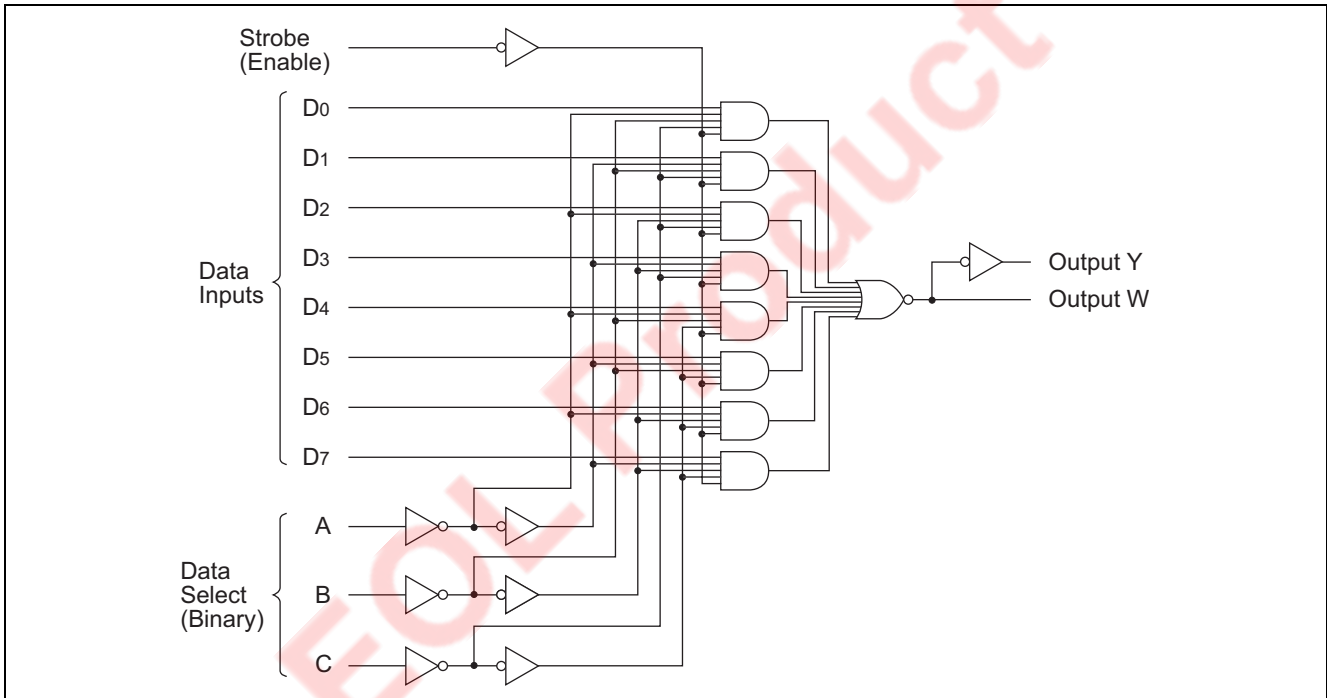 Strobe
(Enable)
D0
D1
D2
D3
D4
D5
D6
D7
Data
Inputs
Output Y
Output W
A
B
C
Data
Select
(Binary)
EOL Product